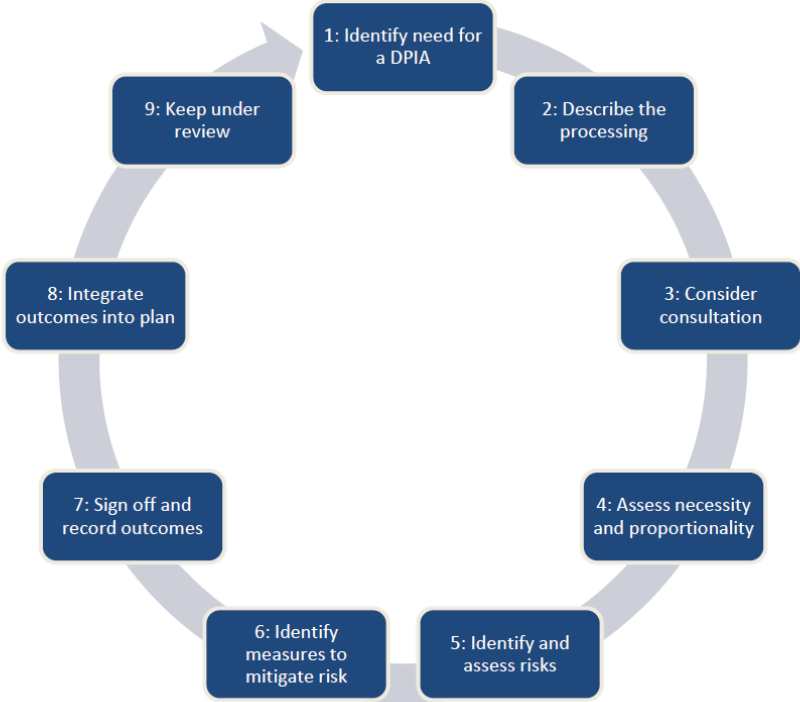 1: Identify need for
a DPIA
2: Describe the
processing
3: Consider
consultation
4: Assess necessity
and proportionality
5: Identify and
assess risks
6: Identify
measures to
mitigate risk
7: Sign off and
record outcomes
8: Integrate
outcomes into plan
9: Keep under
review